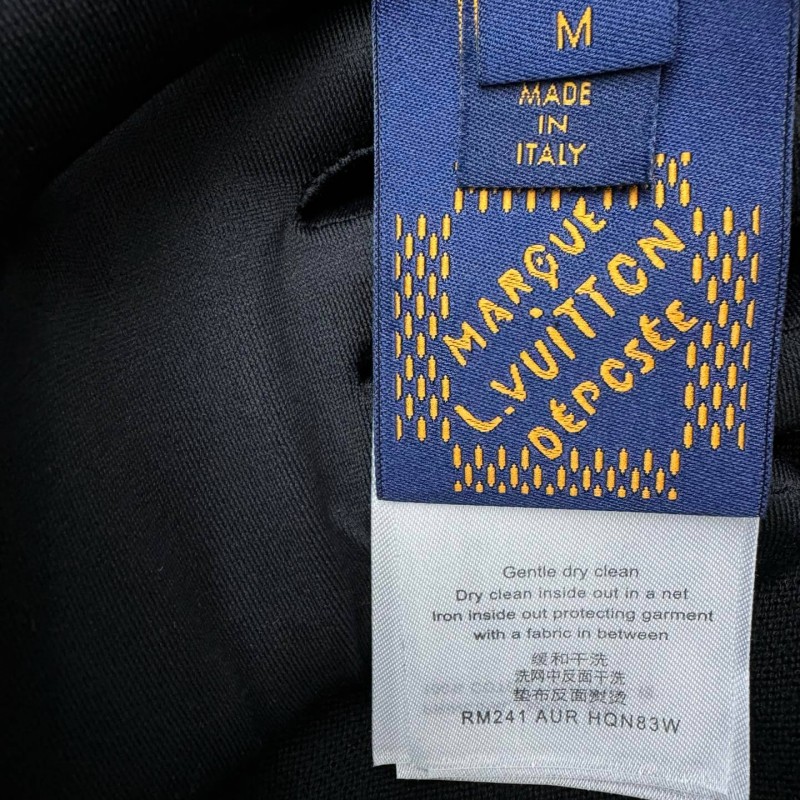 M
MADE
IN
ITALY
MARQUE
L.VUITTON
DÉPOSÉE
Gentle dry clean
Dry clean inside out in a net
Iron inside out protecting garment
with a fabric in between
缓和干洗
洗网中反面干洗
垫布反面熨烫
RM241 AUR HQN83W